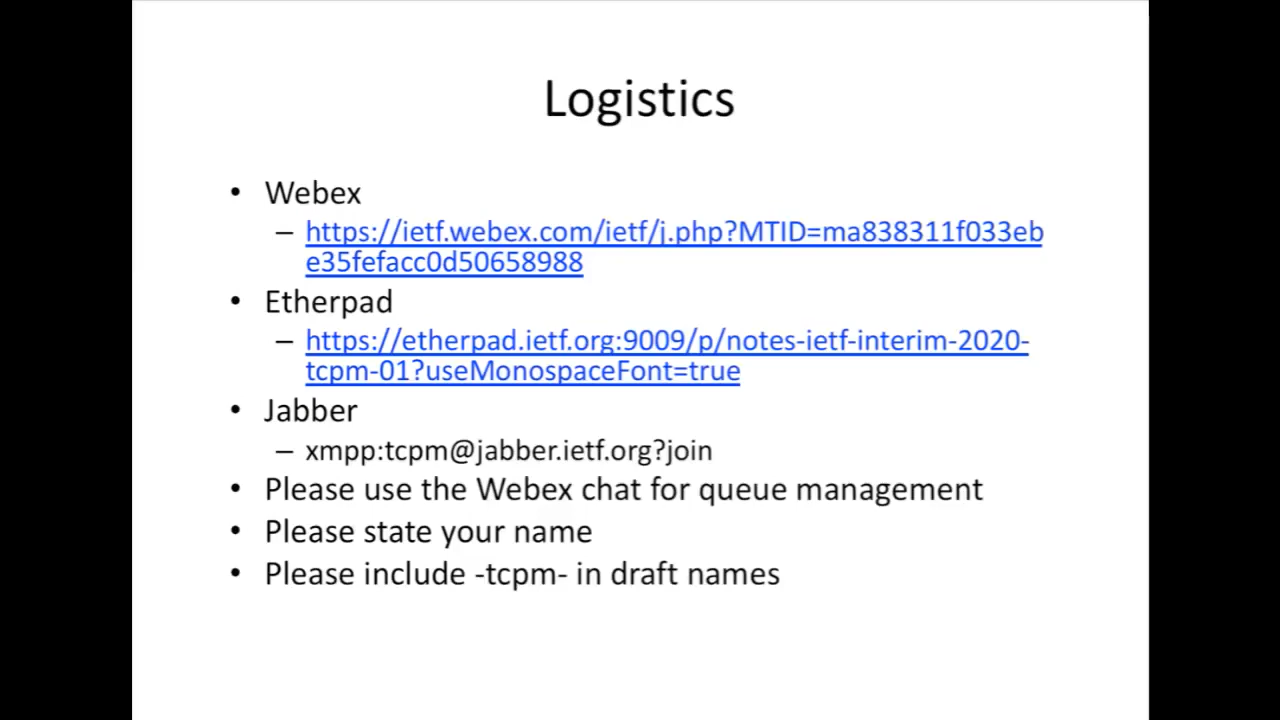 Logistics
• Webex
– https://ietf.webex.com/ietf/j.php?MTID=ma838311f033eb
e35fefacc0d50658988
• Etherpad
– https://etherpad.ietf.org:9009/p/notes-ietf-interim-2020-
tcpm-01?useMonospaceFont=true
• Jabber
– xmpp:tcpm@jabber.ietf.org?join
• Please use the Webex chat for queue management
• Please state your name
• Please include -tcpm- in draft names